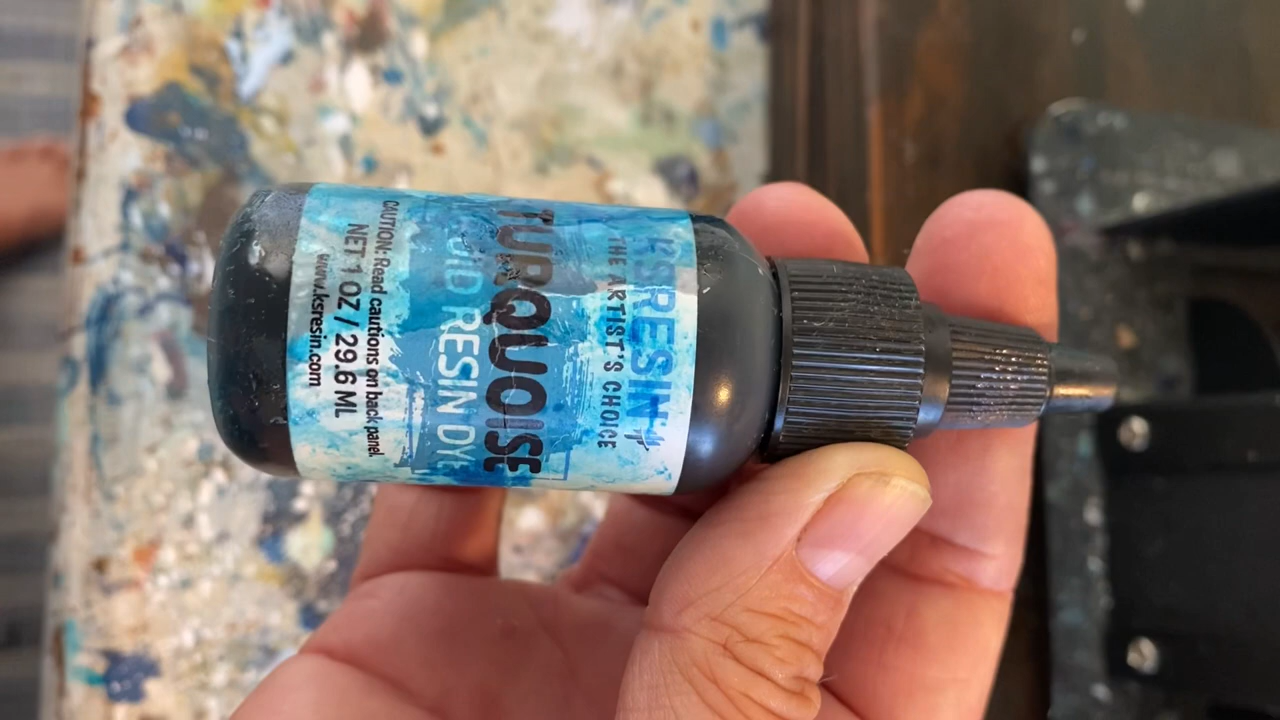 KSRESIN
THE ARTIST'S CHOICE
TURQUOISE
RESIN
CAUTION: Read cautions on back panel.
NET 1 OZ / 29.6 ML
www.ksresin.com